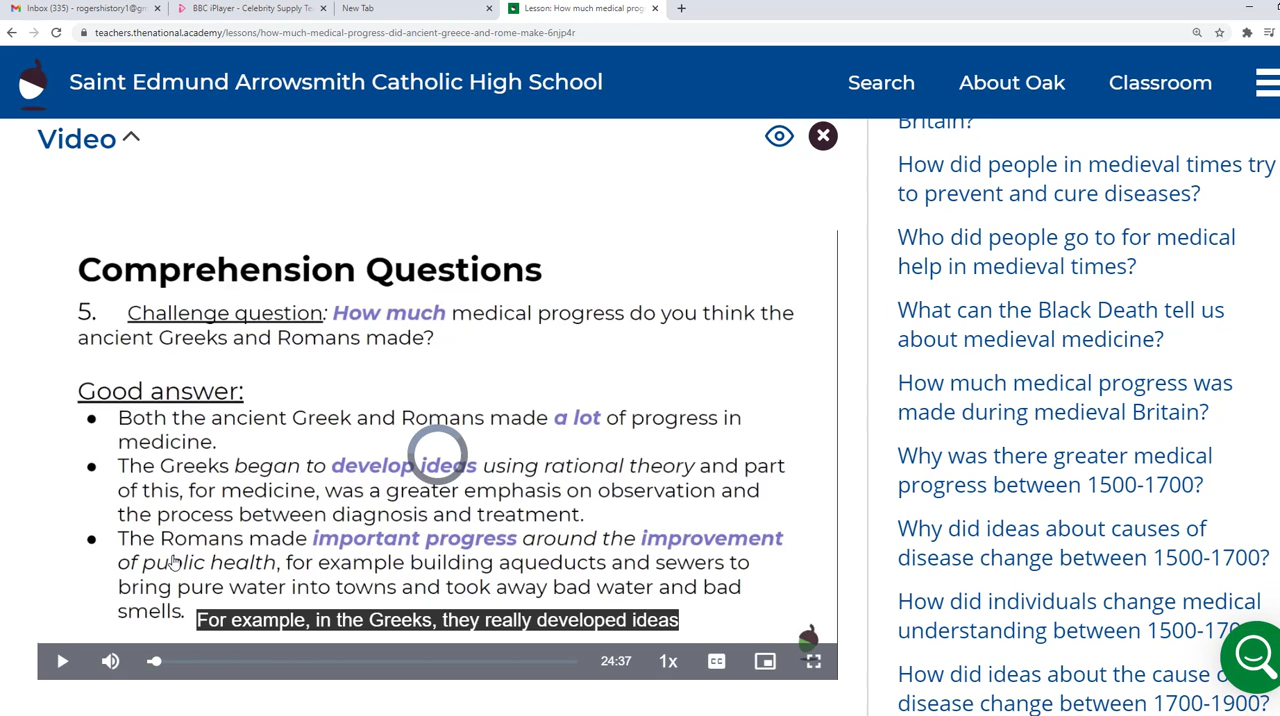 Inbox (335) - rogershistory1@gm
BBC iPlayer - Celebrity Supply Te
New Tab
Lesson: How much medical prog
teachers.thenational.academy/lessons/how-much-medical-progress-did-ancient-greece-and-rome-make-6njp4r
Saint Edmund Arrowsmith Catholic High School
Search
About Oak
Classroom
Video
Comprehension Questions
5. Challenge question: How much medical progress do you think the
ancient Greeks and Romans made?
Good answer:
● Both the ancient Greek and Romans made a lot of progress in
medicine.
● The Greeks began to develop ideas using rational theory and part
of this, for medicine, was a greater emphasis on observation and
the process between diagnosis and treatment.
● The Romans made important progress around the improvement
of public health, for example building aqueducts and sewers to
bring pure water into towns and took away bad water and bad
smells.
For example, in the Greeks, they really developed ideas
24:37
1x
CC
Britain?
How did people in medieval times try
to prevent and cure diseases?
Who did people go to for medical
help in medieval times?
What can the Black Death tell us
about medieval medicine?
How much medical progress was
made during medieval Britain?
Why was there greater medical
progress between 1500-1700?
Why did ideas about causes of
disease change between 1500-1700?
How did individuals change medical
understanding between 1500-170
How did ideas about the cause o
disease change between 1700-1900?